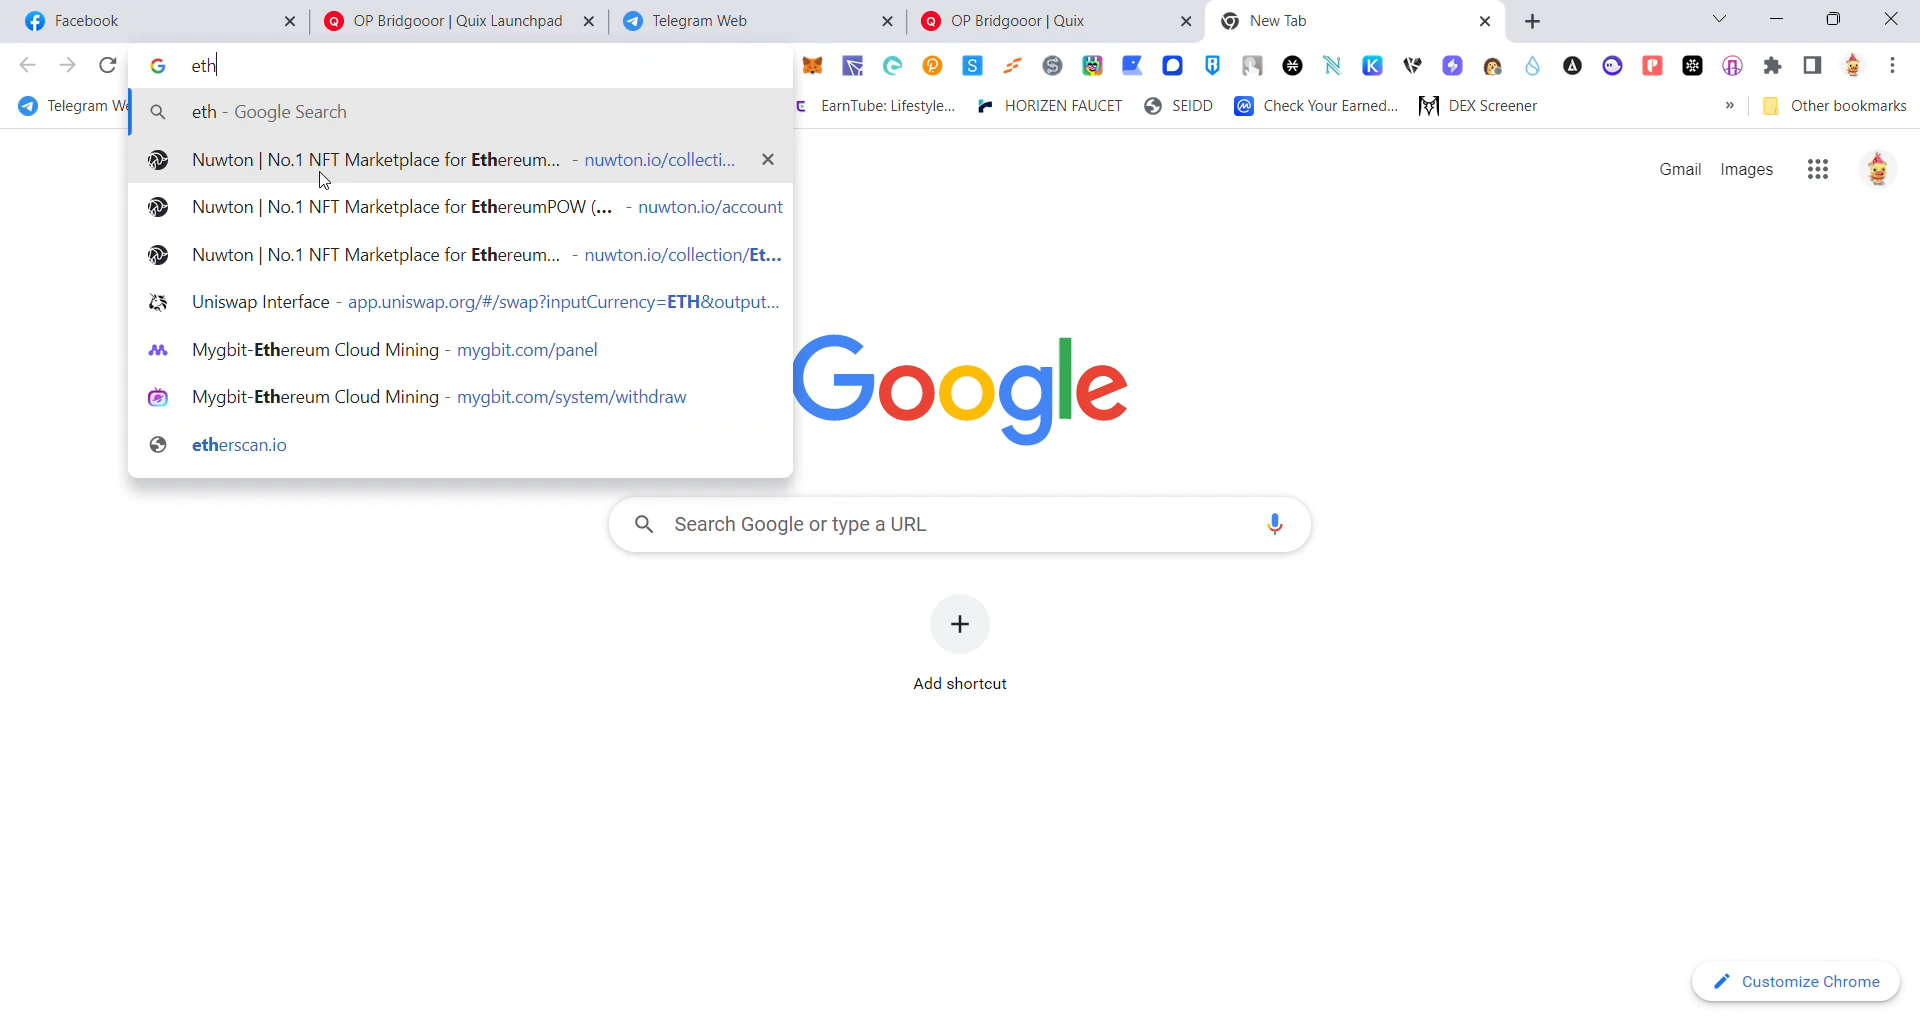 Facebook
OP Bridgooor | Quix Launchpad
Telegram Web
OP Bridgooor | Quix
New Tab
eth
Telegram We
EarnTube: Lifestyle...
HORIZEN FAUCET
SEIDD
Check Your Earned...
DEX Screener
»
Other bookmarks
eth - Google Search
Nuwton | No.1 NFT Marketplace for Ethereum... - nuwton.io/collecti...
Nuwton | No.1 NFT Marketplace for EthereumPOW (... - nuwton.io/account
Nuwton | No.1 NFT Marketplace for Ethereum... - nuwton.io/collection/Et...
Uniswap Interface - app.uniswap.org/#/swap?inputCurrency=ETH&output...
Mygbit-Ethereum Cloud Mining - mygbit.com/panel
Mygbit-Ethereum Cloud Mining - mygbit.com/system/withdraw
etherscan.io
Gmail
Images
Google
Search Google or type a URL
Add shortcut
Customize Chrome